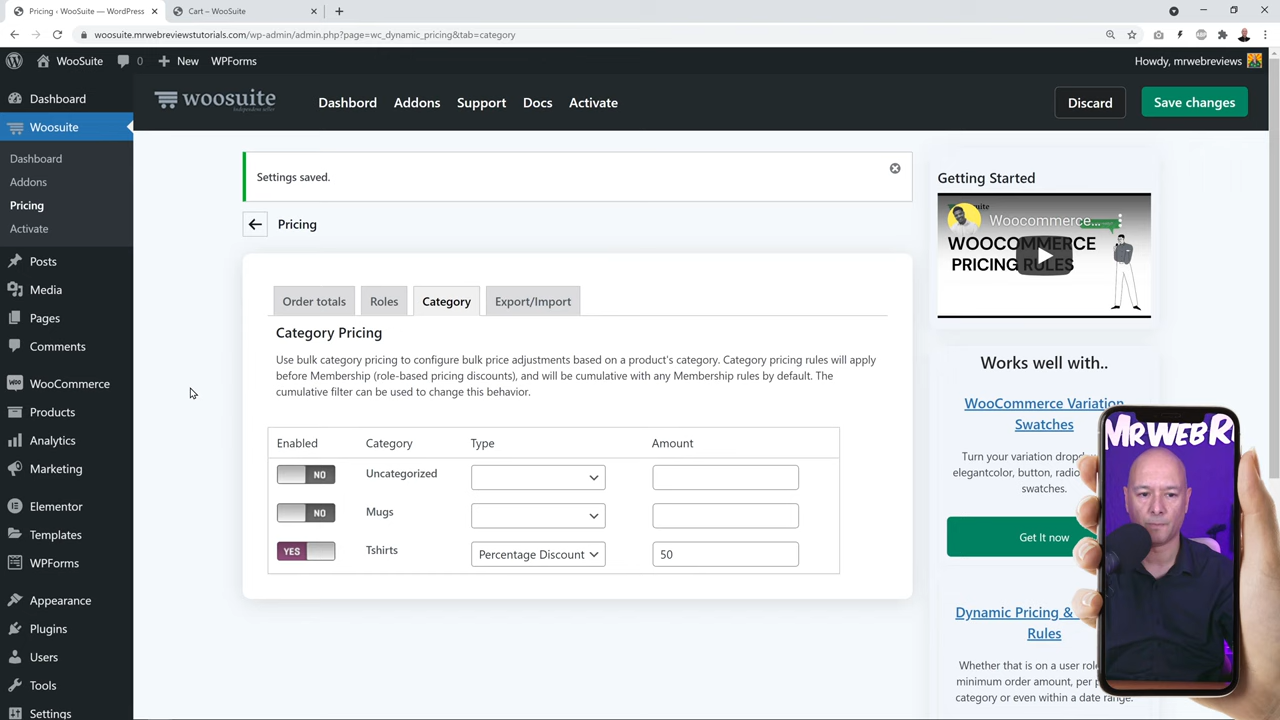 Pricing ‹ WooSuite — WordPress
Cart – WooSuite
woosuite.mrwebreviewstutorials.com/wp-admin/admin.php?page=wc_dynamic_pricing&tab=category
WooSuite
0
New
WPForms
Howdy, mrwebreviews
Dashboard
Woosuite
Dashboard
Addons
Pricing
Activate
Posts
Media
Pages
Comments
WooCommerce
Products
Analytics
Marketing
Elementor
Templates
WPForms
Appearance
Plugins
Users
Tools
Settings
woosuite
Dashbord
Addons
Support
Docs
Activate
Discard
Save changes
Settings saved.
Pricing
Order totals
Roles
Category
Export/Import
Category Pricing
Use bulk category pricing to configure bulk price adjustments based on a product's category. Category pricing rules will apply
before Membership (role-based pricing discounts), and will be cumulative with any Membership rules by default. The
cumulative filter can be used to change this behavior.
Enabled Category Type Amount
NO Uncategorized
NO Mugs
YES Tshirts Percentage Discount 50
Getting Started
Woocommerce...
WOOCOMMERCE
PRICING RULES
Works well with..
WooCommerce Variation
Swatches
Turn your variation dropd
elegantcolor, button, radio
swatches.
Get It now
Dynamic Pricing &
Rules
Whether that is on a user rol
minimum order amount, per p
category or even within a date range.
MRWEBR